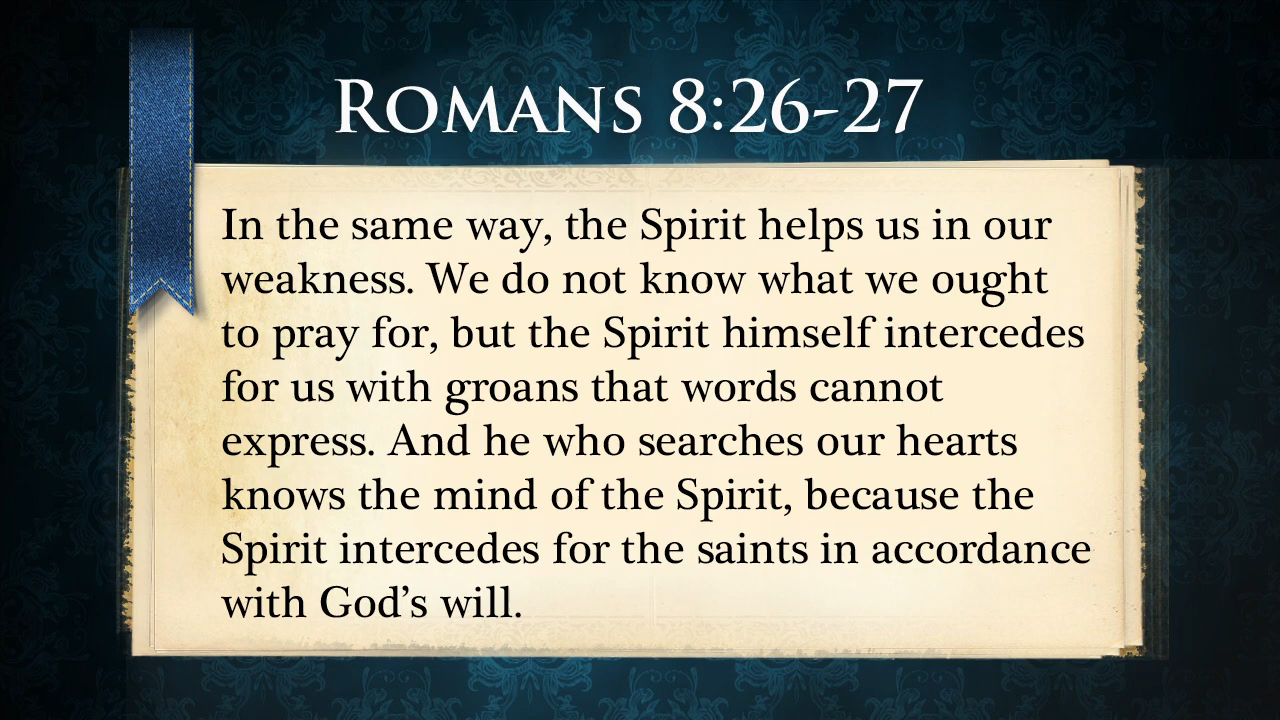 Romans 8:26-27
In the same way, the Spirit helps us in our
weakness. We do not know what we ought
to pray for, but the Spirit himself intercedes
for us with groans that words cannot
express. And he who searches our hearts
knows the mind of the Spirit, because the
Spirit intercedes for the saints in accordance
with God’s will.